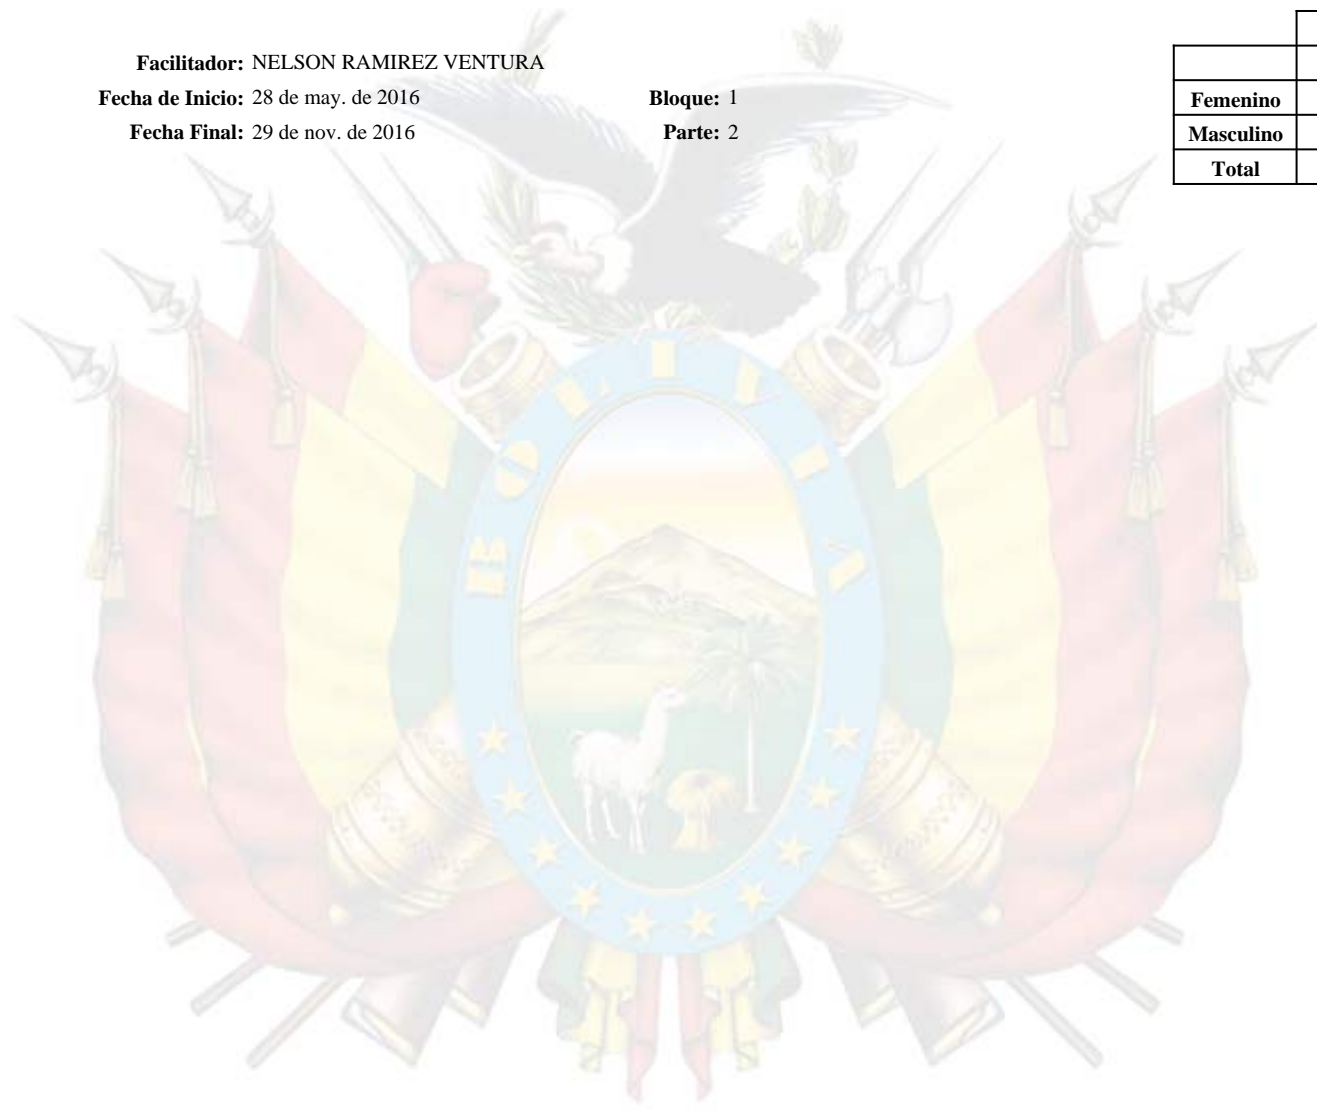 Facilitador: NELSON RAMIREZ VENTURA
Fecha de Inicio: 28 de may. de 2016 Bloque: 1
Fecha Final: 29 de nov. de 2016 Parte: 2
Femenino
Masculino
Total
BOLIVIA